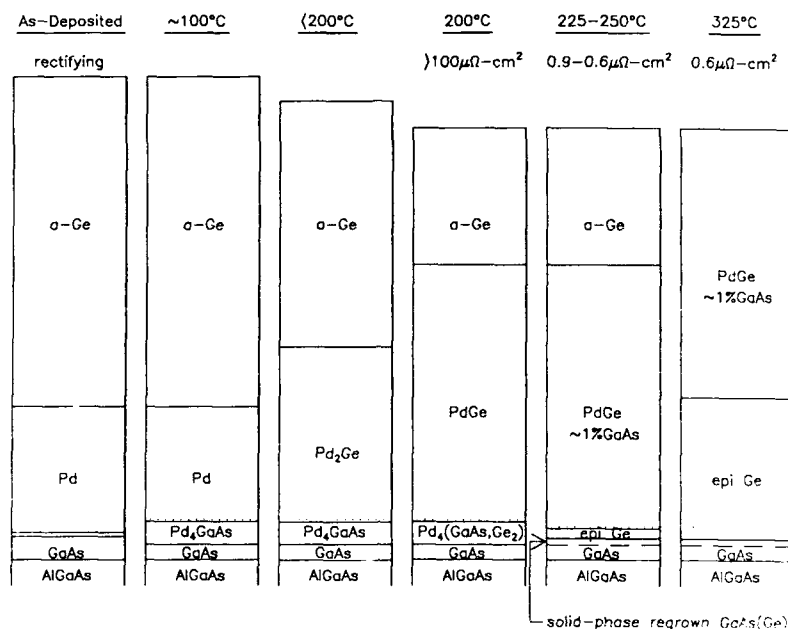 As-Deposited ~100°C ⟨200°C 200°C 225-250°C 325°C
rectifying ⟩100μΩ-cm² 0.9-0.6μΩ-cm² 0.6μΩ-cm²
a-Ge a-Ge a-Ge a-Ge a-Ge PdGe
~1%GaAs
Pd Pd Pd₂Ge PdGe PdGe
~1%GaAs epi Ge
Pd₄GaAs Pd₄GaAs Pd₄(GaAs,Ge₂) epi Ge
GaAs GaAs GaAs GaAs GaAs GaAs
AlGaAs AlGaAs AlGaAs AlGaAs AlGaAs AlGaAs
solid-phase regrown GaAs(Ge)